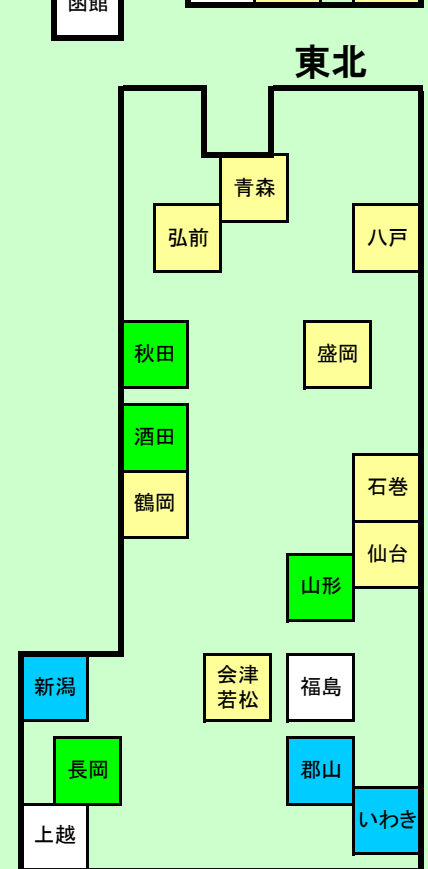 函館
東北
青森
弘前
八戸
秋田
盛岡
酒田
石巻
鶴岡
仙台
山形
新潟
会津
若松
福島
長岡
郡山
いわき
上越